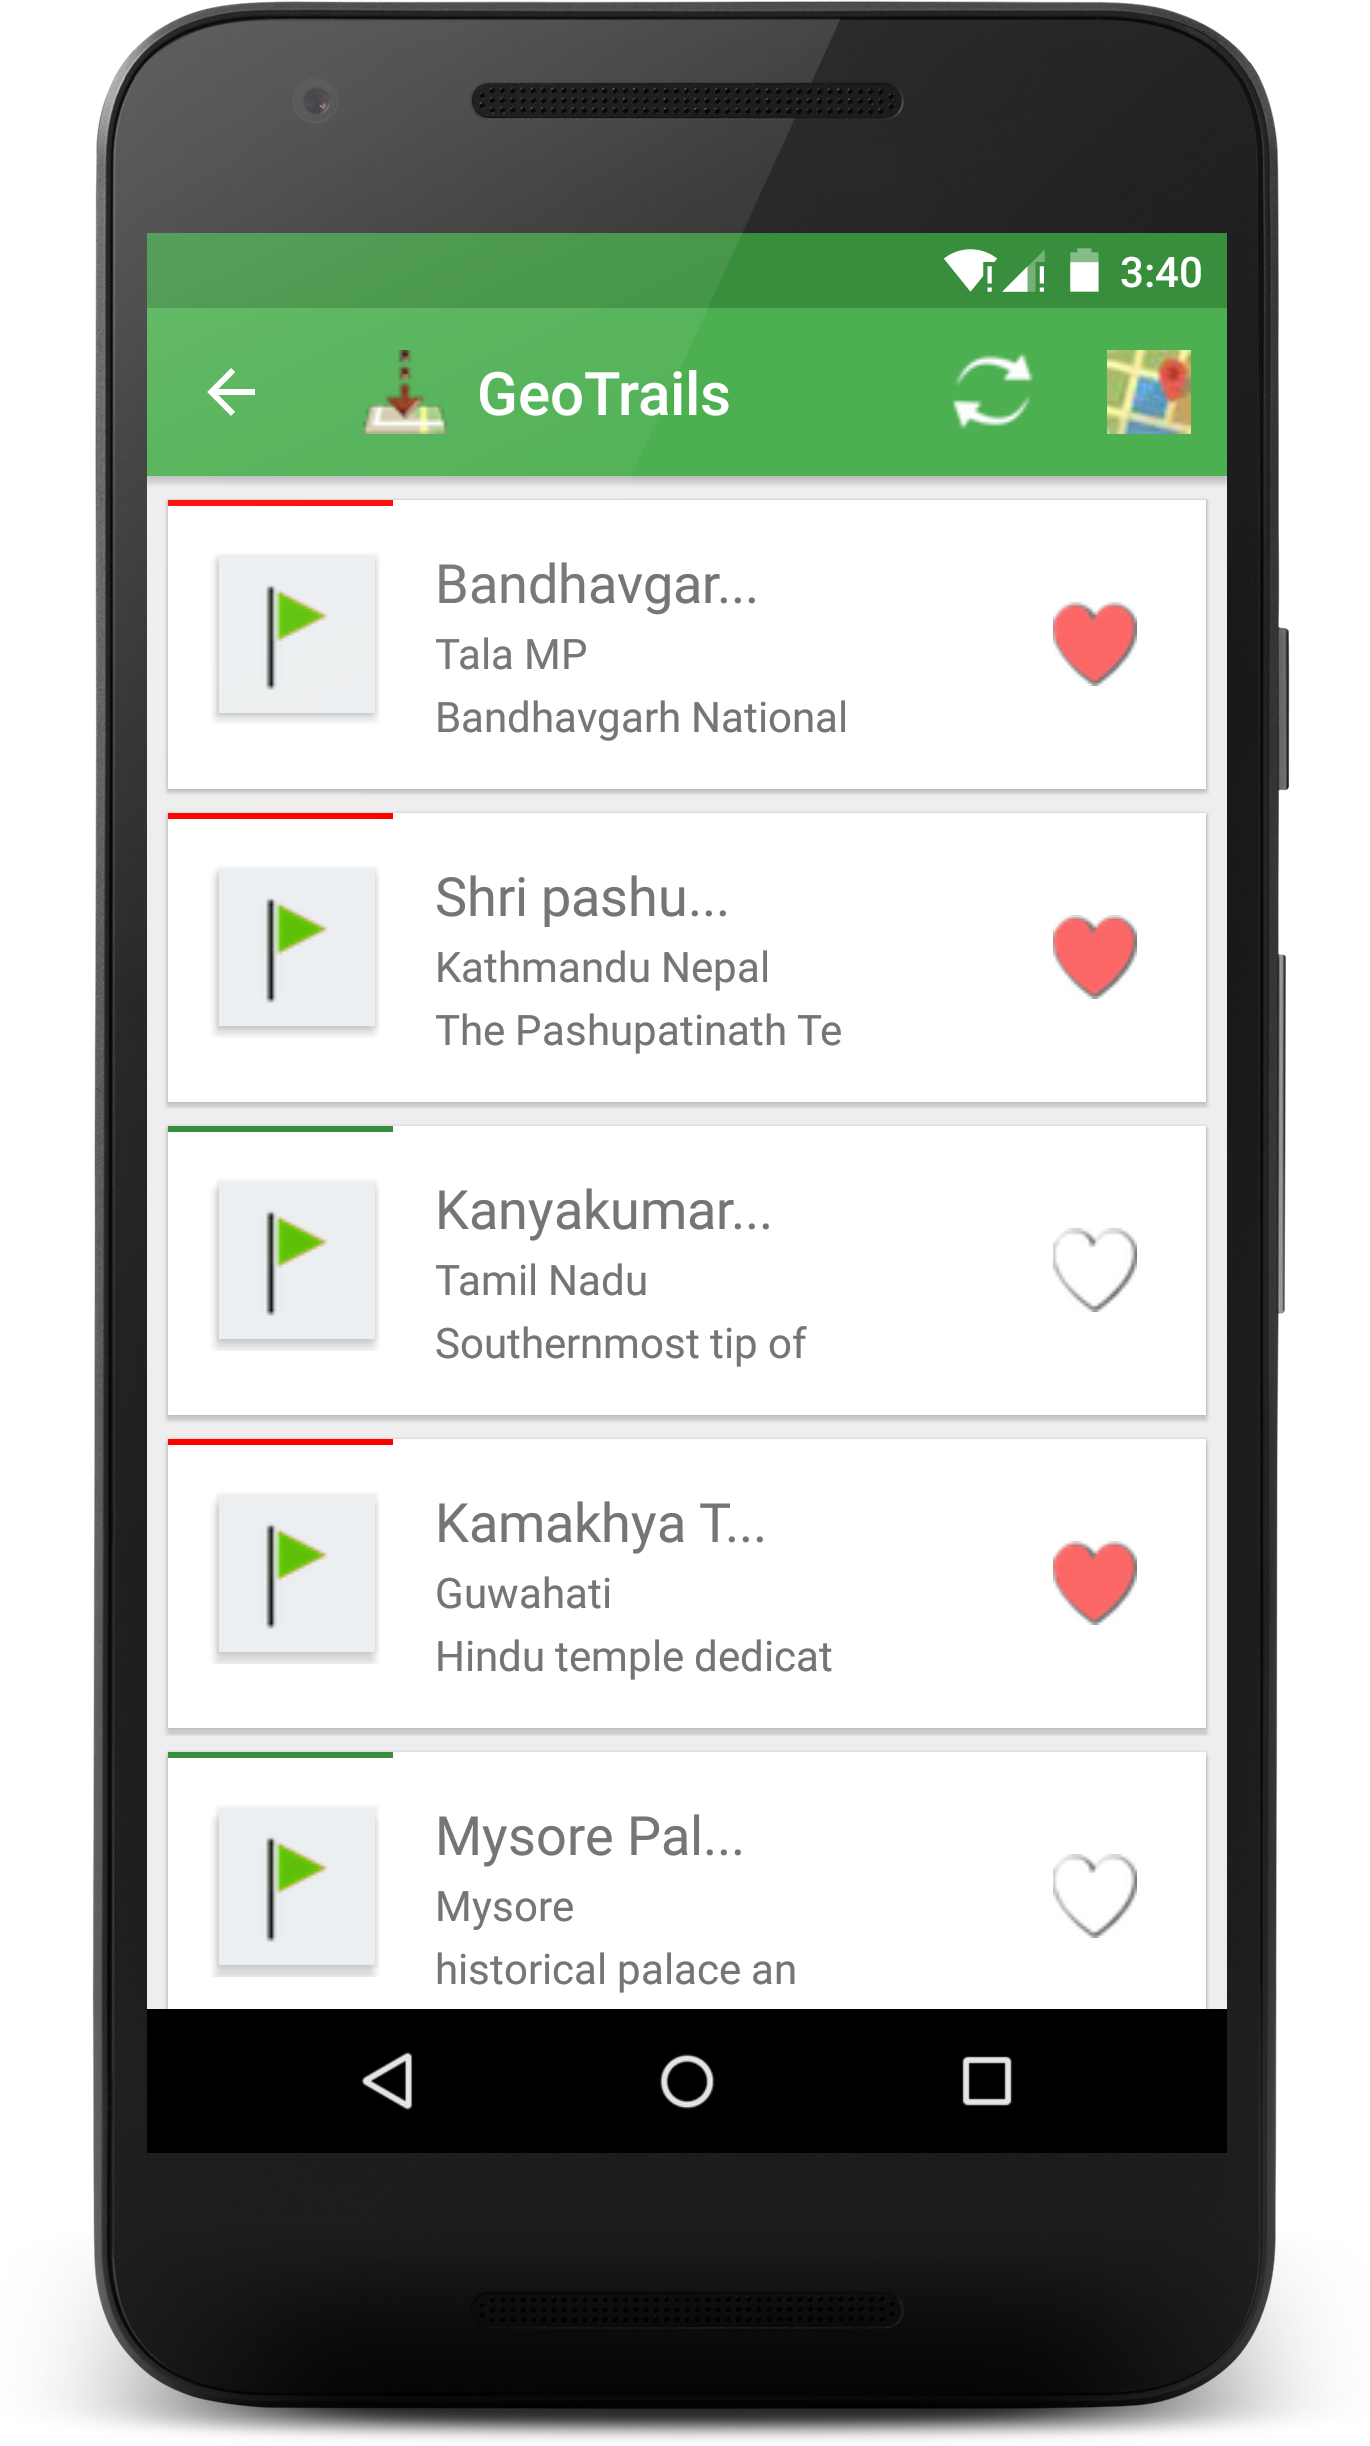 3:40
GeoTrails
Bandhavgar...
Tala MP
Bandhavgarh National
Shri pashu...
Kathmandu Nepal
The Pashupatinath Te
Kanyakumar...
Tamil Nadu
Southernmost tip of
Kamakhya T...
Guwahati
Hindu temple dedicat
Mysore Pal...
Mysore
historical palace an